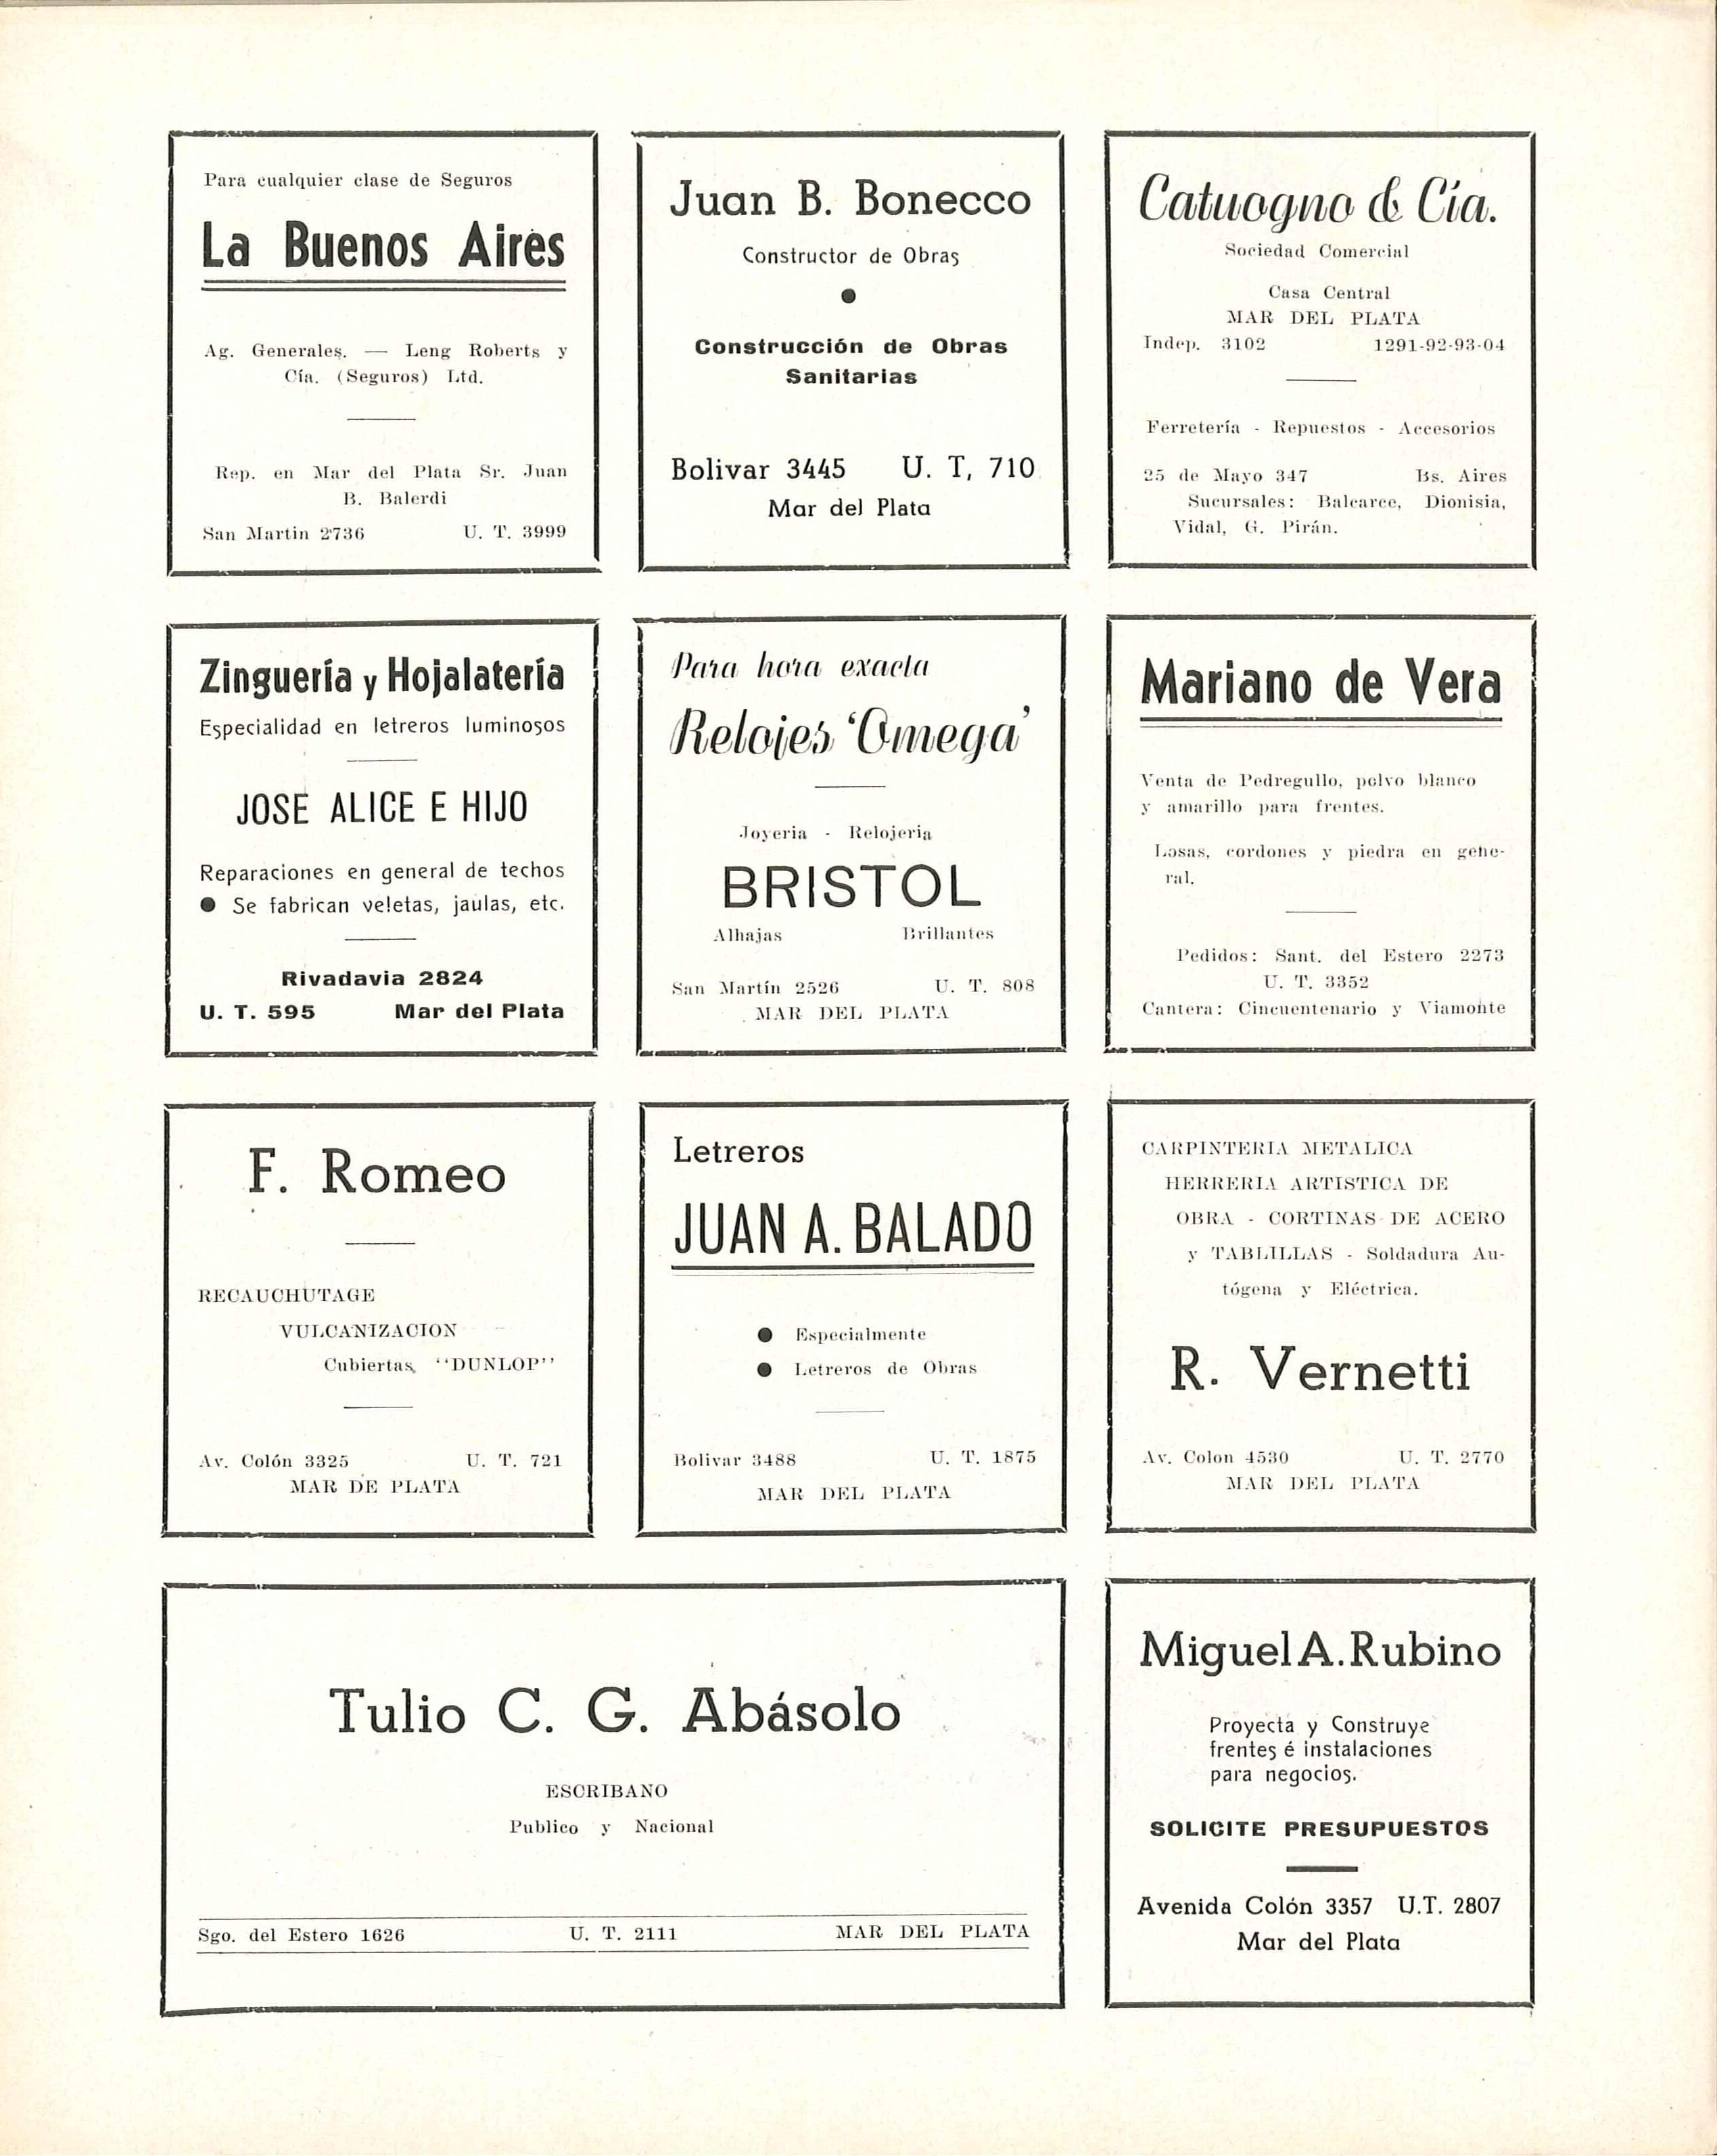 Para cualquier clase de Seguros
La Buenos Aires
Ag. Generales. — Leng Roberts y
Cía. (Seguros) Ltd.
Rep. en Mar del Plata Sr. Juan
B. Balerdi
San Martin 2736 U. T. 3999
Juan B. Bonecco
Constructor de Obras
●
Construcción de Obras
Sanitarias
Bolivar 3445 U. T, 710
Mar del Plata
Catuogno & Cía.
Sociedad Comercial
Casa Central
MAR DEL PLATA
Indep. 3102 1291-92-93-04
Ferretería - Repuestos - Accesorios
25 de Mayo 347 Bs. Aires
Sucursales: Balcarce, Dionisia,
Vidal, G. Pirán.
Zinguería y Hojalatería
Especialidad en letreros luminosos
JOSE ALICE E HIJO
Reparaciones en general de techos
● Se fabrican veletas, jaulas, etc.
Rivadavia 2824
U. T. 595 Mar del Plata
Para hora exacta
Relojes 'Omega'
Joyeria - Relojeria
BRISTOL
Alhajas Brillantes
San Martín 2526 U. T. 808
MAR DEL PLATA
Mariano de Vera
Venta de Pedregullo, polvo blanco
y amarillo para frentes.
Losas, cordones y piedra en gene-
ral.
Pedidos: Sant. del Estero 2273
U. T. 3352
Cantera: Cincuentenario y Viamonte
F. Romeo
RECAUCHUTAGE
VULCANIZACION
Cubiertas "DUNLOP"
Av. Colón 3325 U. T. 721
MAR DE PLATA
Letreros
JUAN A. BALADO
● Especialmente
● Letreros de Obras
Bolivar 3488 U. T. 1875
MAR DEL PLATA
CARPINTERIA METALICA
HERRERIA ARTISTICA DE
OBRA - CORTINAS DE ACERO
y TABLILLAS - Soldadura Au-
tógena y Eléctrica.
R. Vernetti
Av. Colon 4530 U. T. 2770
MAR DEL PLATA
Tulio C. G. Abásolo
ESCRIBANO
Publico y Nacional
Sgo. del Estero 1626 U. T. 2111 MAR DEL PLATA
Miguel A. Rubino
Proyecta y Construye
frentes é instalaciones
para negocios.
SOLICITE PRESUPUESTOS
Avenida Colón 3357 U.T. 2807
Mar del Plata